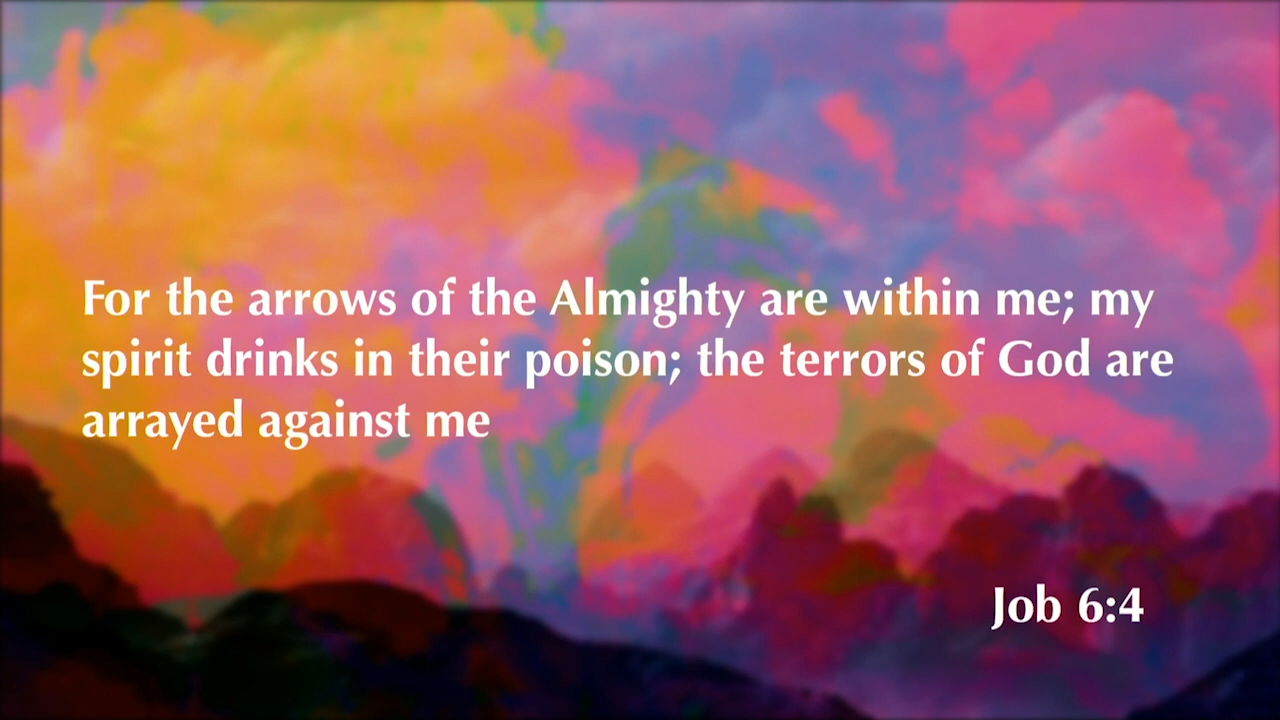 For the arrows of the Almighty are within me; my
spirit drinks in their poison; the terrors of God are
arrayed against me
Job 6:4